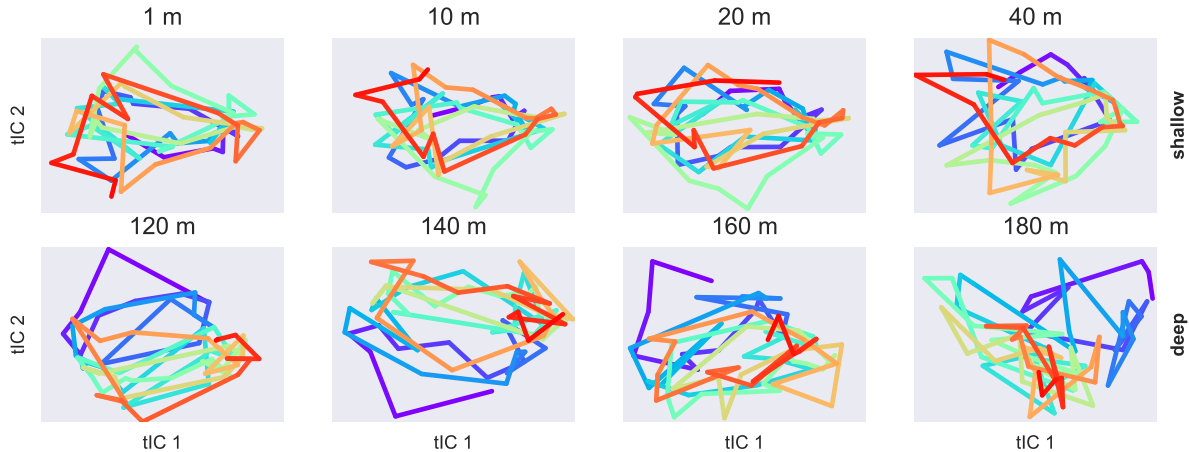 1 m
10 m
20 m
40 m
tIC 2
shallow
120 m
140 m
160 m
180 m
tIC 2
deep
tIC 1
tIC 1
tIC 1
tIC 1